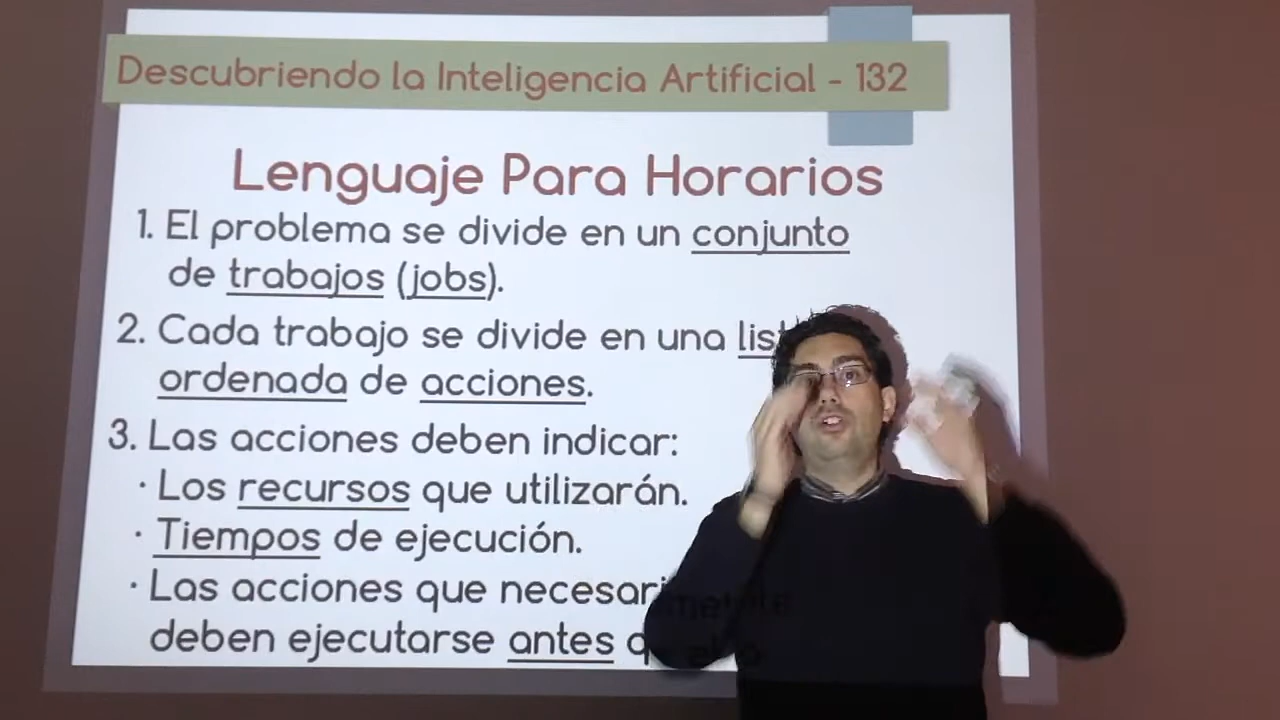 Descubriendo la Inteligencia Artificial - 132
Lenguaje Para Horarios
1. El problema se divide en un conjunto
de trabajos (jobs).
2. Cada trabajo se divide en una
ordenada de acciones.
3. Las acciones deben indicar:
· Los recursos que utilizarán.
· Tiempos de ejecución.
· Las acciones que
deben ejecutarse antes